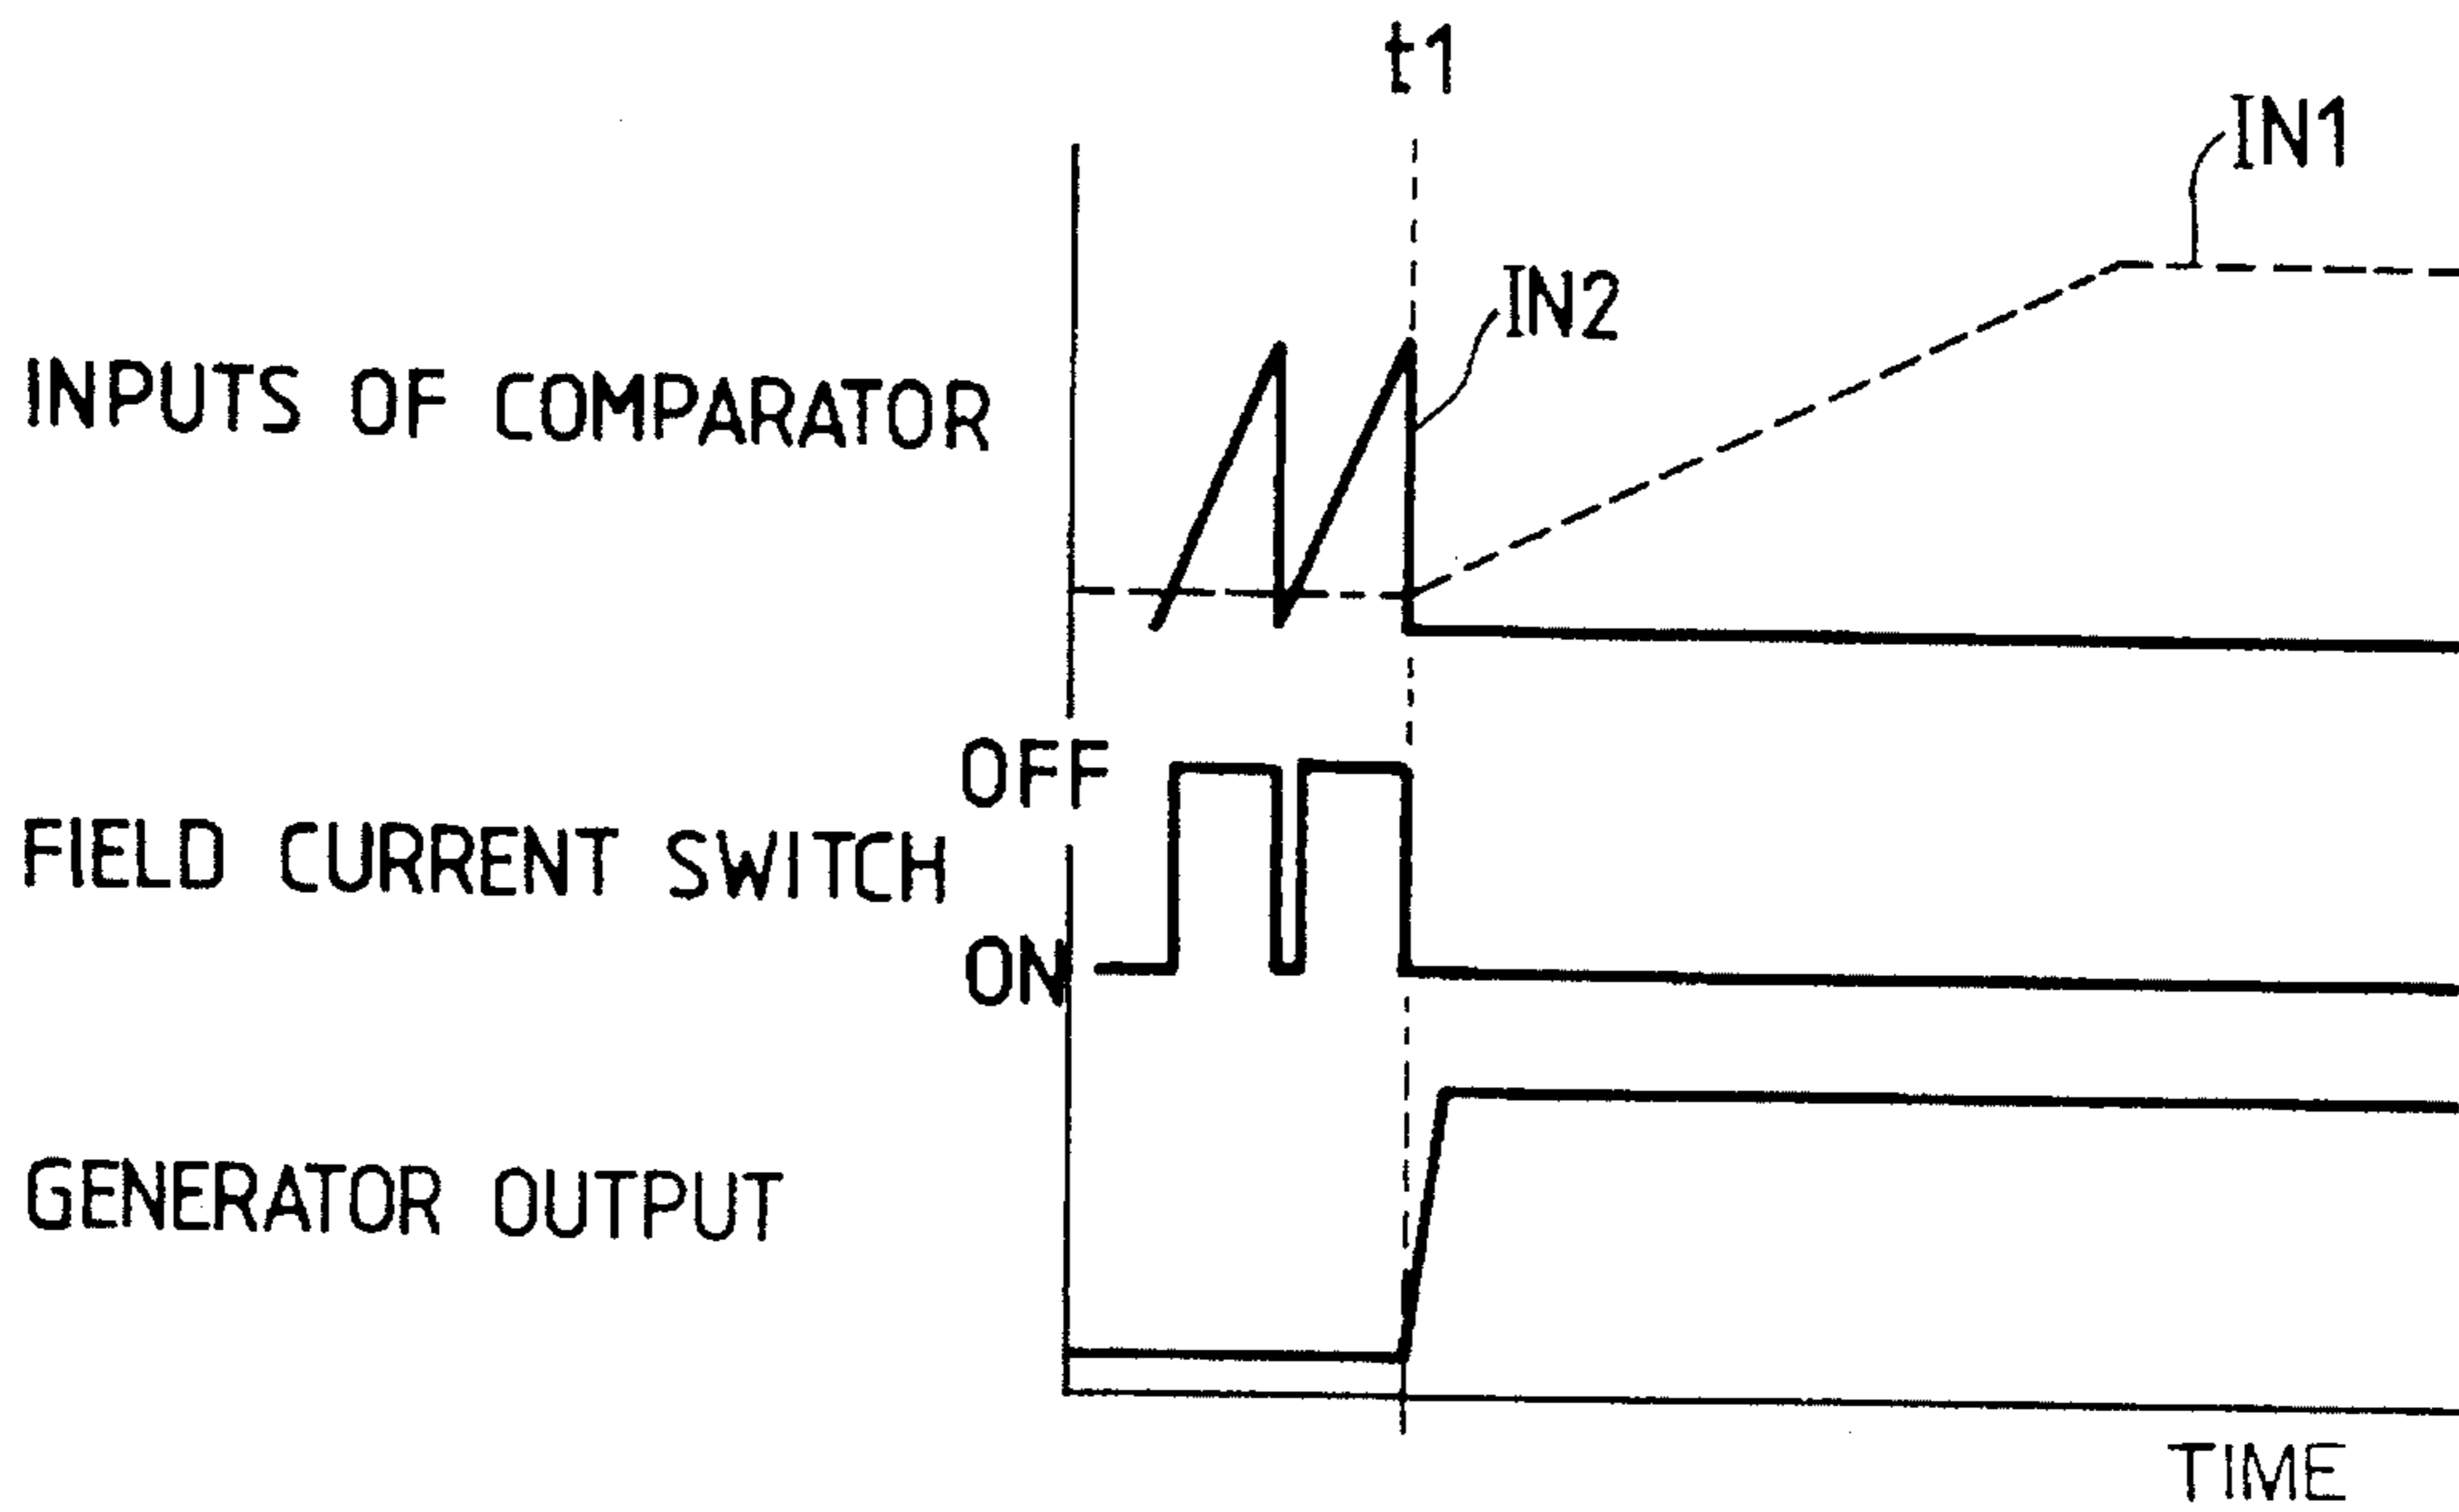 t1
IN1
IN2
INPUTS OF COMPARATOR
OFF
FIELD CURRENT SWITCH
ON
GENERATOR OUTPUT
TIME